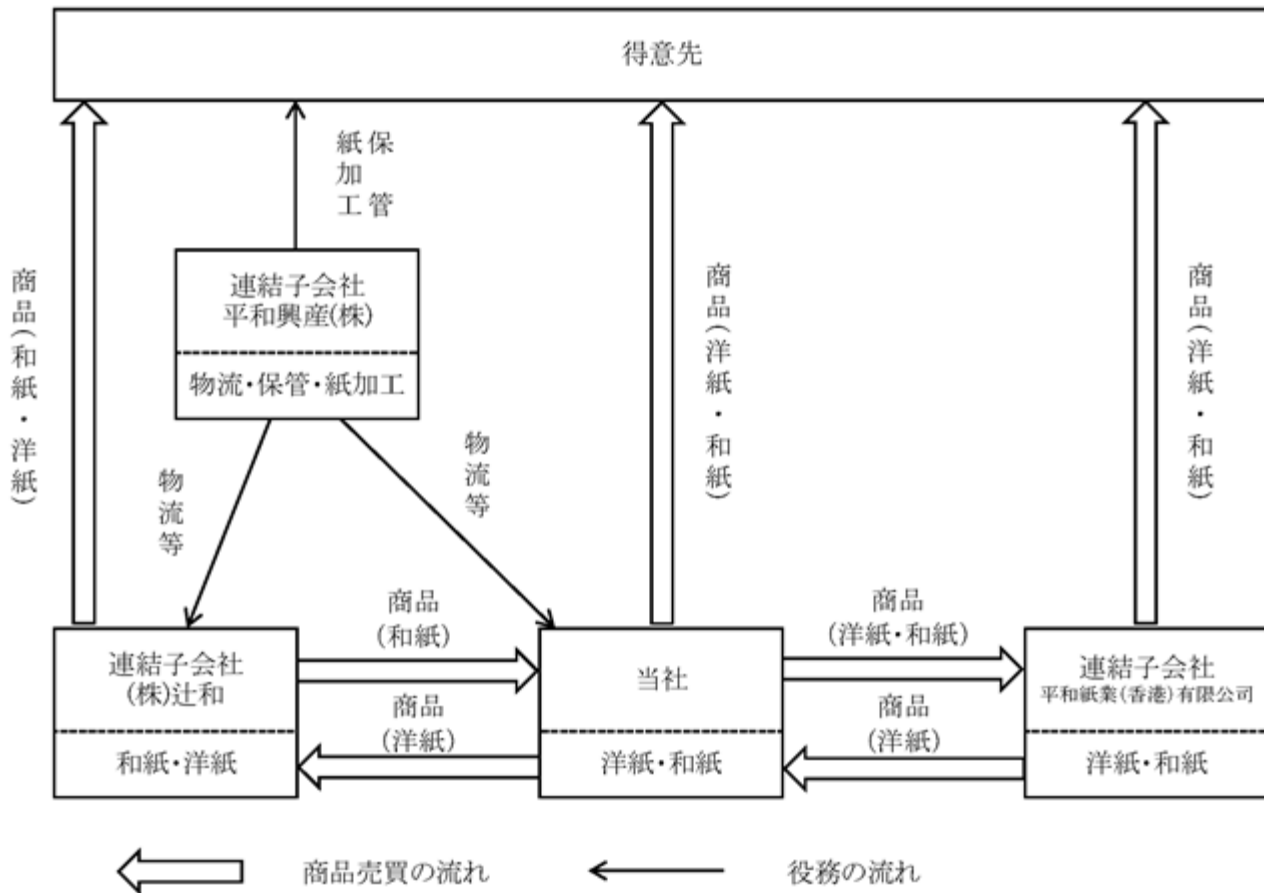 得意先
保管
紙加工
連結子会社
平和興産(株)
物流・保管・紙加工
商品(和紙・洋紙)
商品(洋紙・和紙)
商品(洋紙・和紙)
物流等
物流等
連結子会社
(株)辻和
和紙・洋紙
商品
(和紙)
商品
(洋紙)
当社
洋紙・和紙
商品
(洋紙・和紙)
商品
(洋紙)
連結子会社
平和紙業(香港)有限公司
洋紙・和紙
商品売買の流れ
役務の流れ